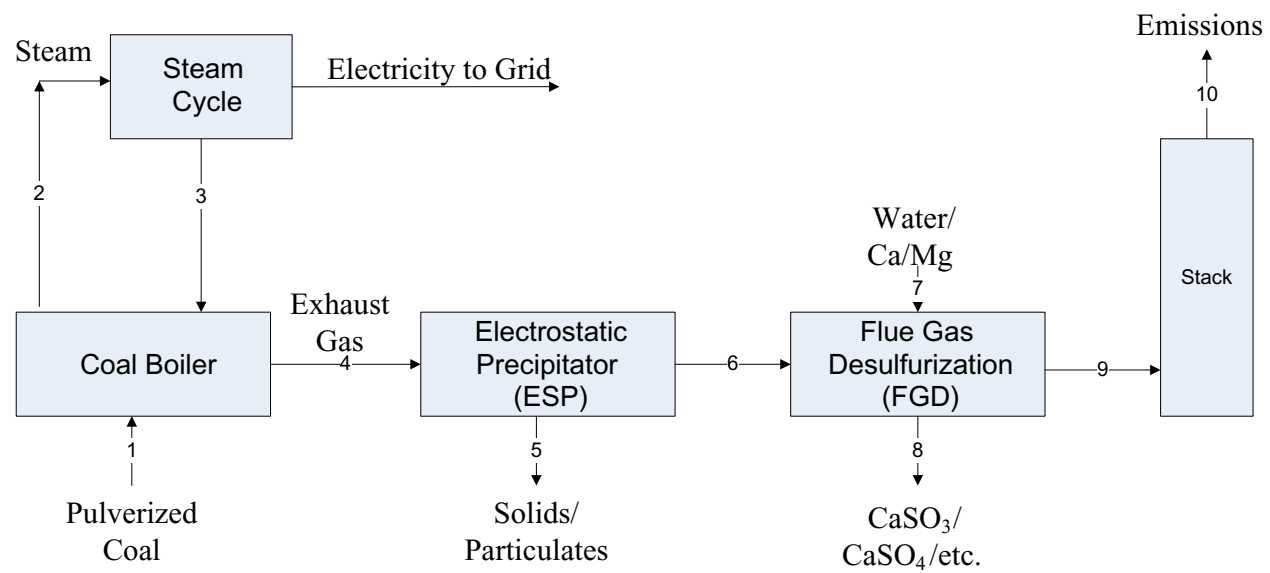 Emissions
Steam
Steam
Cycle
Electricity to Grid
10
2
3
Water/
Ca/Mg
7
Stack
Exhaust
Gas
Coal Boiler
4
Electrostatic
Precipitator
(ESP)
6
Flue Gas
Desulfurization
(FGD)
9
1
5
8
Pulverized
Coal
Solids/
Particulates
CaSO₃/
CaSO₄/etc.